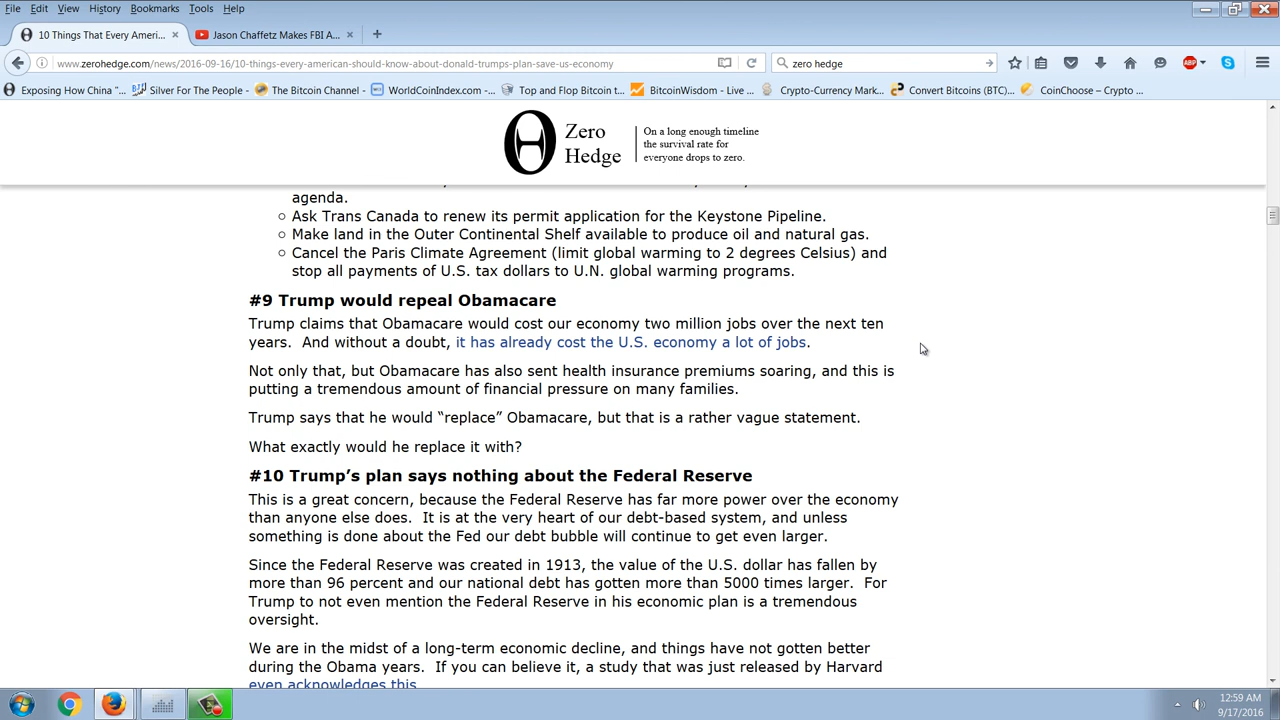 File Edit View History Bookmarks Tools Help
10 Things That Every Ameri... × Jason Chaffetz Makes FBI A... × +
www.zerohedge.com/news/2016-09-16/10-things-every-american-should-know-about-donald-trumps-plan-save-us-economy zero hedge
Exposing How China “... Silver For The People - ... The Bitcoin Channel - ... WorldCoinIndex.com - ... Top and Flop Bitcoin t... BitcoinWisdom - Live ... Crypto-Currency Mark... Convert Bitcoins (BTC)... CoinChoose – Crypto ...
Zero
Hedge
On a long enough timeline
the survival rate for
everyone drops to zero.
agenda.
Ask Trans Canada to renew its permit application for the Keystone Pipeline.
Make land in the Outer Continental Shelf available to produce oil and natural gas.
Cancel the Paris Climate Agreement (limit global warming to 2 degrees Celsius) and
stop all payments of U.S. tax dollars to U.N. global warming programs.
#9 Trump would repeal Obamacare
Trump claims that Obamacare would cost our economy two million jobs over the next ten
years. And without a doubt, it has already cost the U.S. economy a lot of jobs.
Not only that, but Obamacare has also sent health insurance premiums soaring, and this is
putting a tremendous amount of financial pressure on many families.
Trump says that he would “replace” Obamacare, but that is a rather vague statement.
What exactly would he replace it with?
#10 Trump’s plan says nothing about the Federal Reserve
This is a great concern, because the Federal Reserve has far more power over the economy
than anyone else does. It is at the very heart of our debt-based system, and unless
something is done about the Fed our debt bubble will continue to get even larger.
Since the Federal Reserve was created in 1913, the value of the U.S. dollar has fallen by
more than 96 percent and our national debt has gotten more than 5000 times larger. For
Trump to not even mention the Federal Reserve in his economic plan is a tremendous
oversight.
We are in the midst of a long-term economic decline, and things have not gotten better
during the Obama years. If you can believe it, a study that was just released by Harvard
even acknowledges this
12:59 AM
9/17/2016